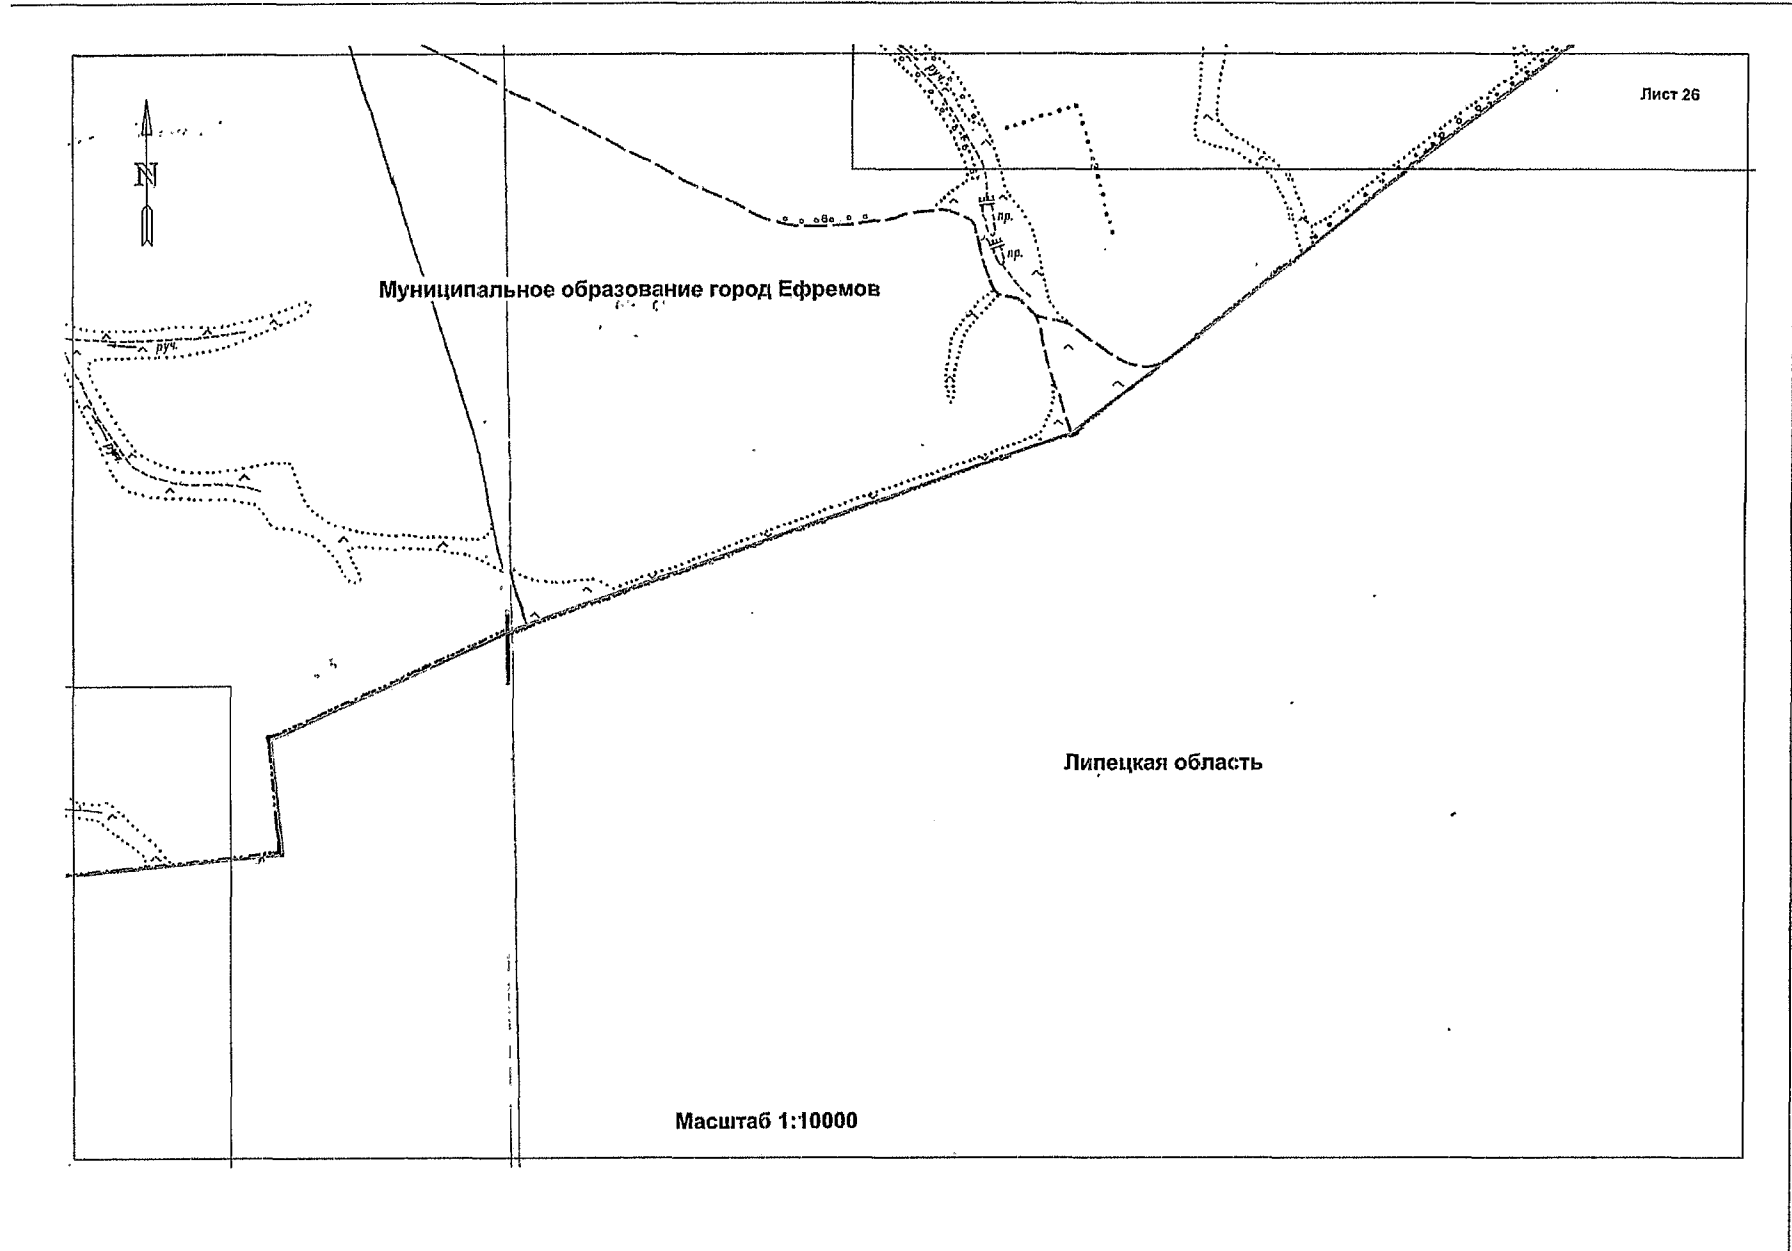 Лист 26
N
руч.
пр.
пр.
Муниципальное образование город Ефремов
руч.
руч.
Липецкая область
Масштаб 1:10000